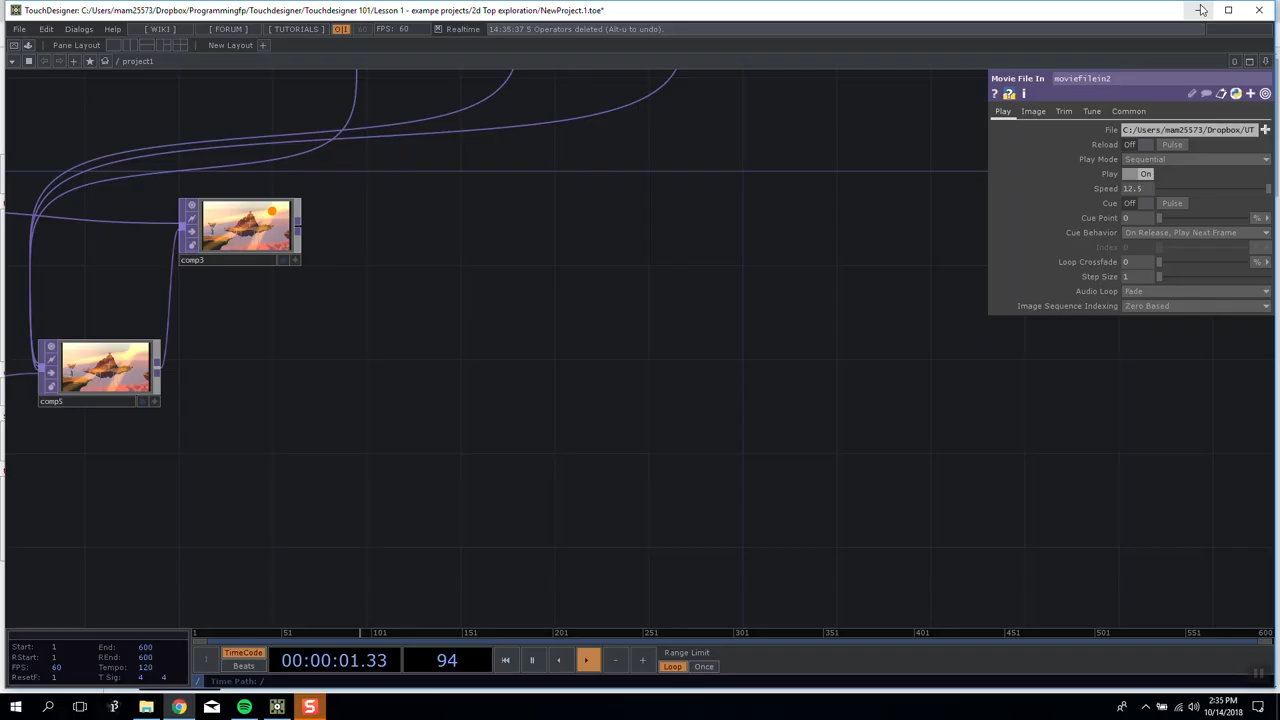 TouchDesigner: C:/Users/mam25573/Dropbox/Programmingfp/Touchdesigner/Touchdesigner 101/Lesson 1 - exampe projects/2d Top exploration/NewProject.1.toe*
File Edit Dialogs Help [ WIKI ] [ FORUM ] [ TUTORIALS ] O|I 60 FPS: 60 Realtime 14:35:37 5 Operators deleted (Alt-u to undo).
Pane Layout New Layout +
/ project1 0
Movie File In moviefilein2
Play Image Trim Tune Common
File C:/Users/mam25573/Dropbox/UT
Reload Off Pulse
Play Mode Sequential
Play On
Speed 12.5
Cue Off Pulse
Cue Point 0 %
Cue Behavior On Release, Play Next Frame
Index 0
Loop Crossfade 0 %
Step Size 1
Audio Loop Fade
Image Sequence Indexing Zero Based
comp3
comp5
1 51 101 151 201 251 301 351 401 451 501 551 600
Start: 1 End: 600
RStart: 1 REnd: 600
FPS: 60 Tempo: 120
ResetF: 1 T Sig: 4 4
TimeCode
Beats
00:00:01.33
94
Range Limit
Loop Once
/ Time Path: /
2:35 PM
10/14/2018